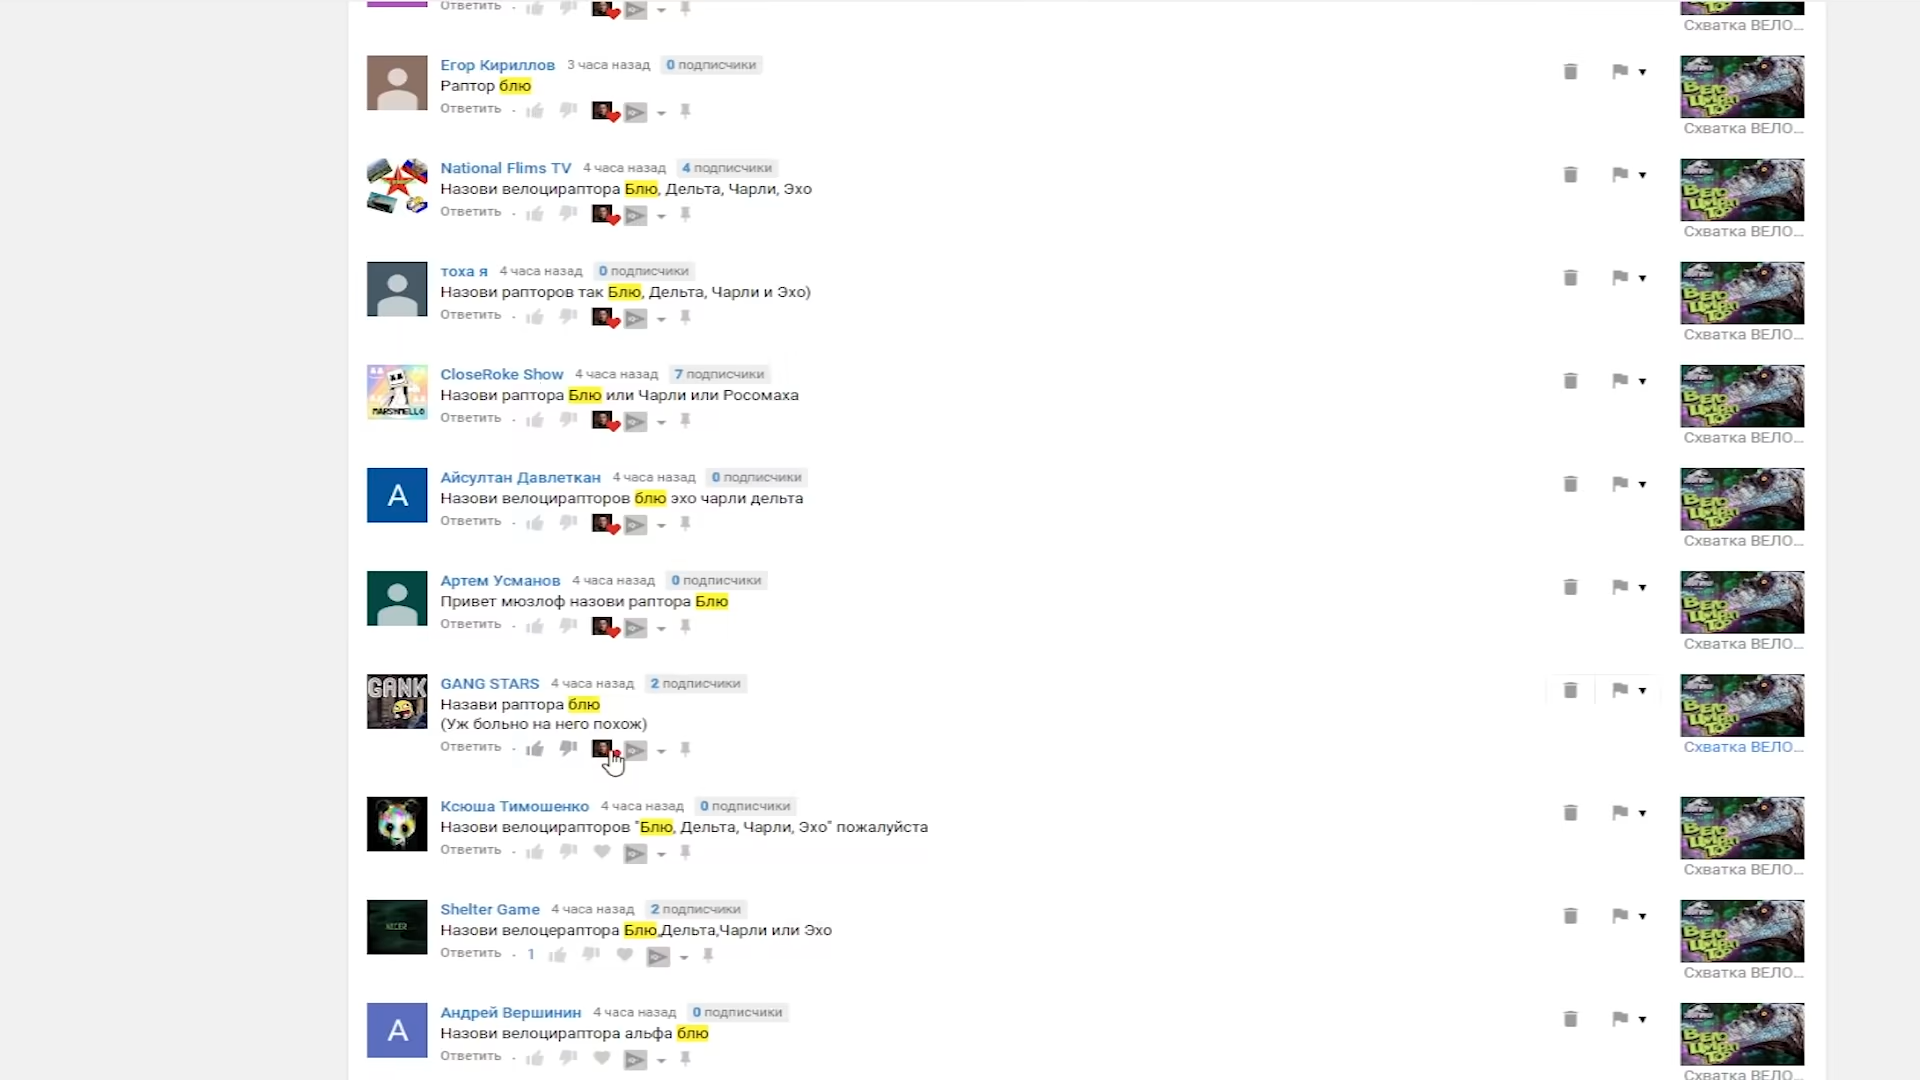 Ответить
Схватка ВЕЛО...
Егор Кириллов 3 часа назад 0 подписчики
Раптор блю
Ответить
Схватка ВЕЛО...
National Flims TV 4 часа назад 4 подписчики
Назови велоцираптора Блю, Дельта, Чарли, Эхо
Ответить
Схватка ВЕЛО...
тоха я 4 часа назад 0 подписчики
Назови рапторов так Блю, Дельта, Чарли и Эхо)
Ответить
Схватка ВЕЛО...
CloseRoke Show 4 часа назад 7 подписчики
Назови раптора Блю или Чарли или Росомаха
MARSHMELLO
Ответить
Схватка ВЕЛО...
A
Айсултан Давлеткан 4 часа назад 0 подписчики
Назови велоцирапторов блю эхо чарли дельта
Ответить
Схватка ВЕЛО...
Артем Усманов 4 часа назад 0 подписчики
Привет мюзлоф назови раптора Блю
Ответить
Схватка ВЕЛО...
GANK
GANG STARS 4 часа назад 2 подписчики
Назави раптора блю
(Уж больно на него похож)
Ответить
Схватка ВЕЛО...
Ксюша Тимошенко 4 часа назад 0 подписчики
Назови велоцирапторов "Блю, Дельта, Чарли, Эхо" пожалуйста
Ответить
Схватка ВЕЛО...
Shelter Game 4 часа назад 2 подписчики
Назови велоцераптора Блю,Дельта,Чарли или Эхо
Ответить 1
Схватка ВЕЛО...
A
Андрей Вершинин 4 часа назад 0 подписчики
Назови велоцираптора альфа блю
Ответить
Схватка ВЕЛО...